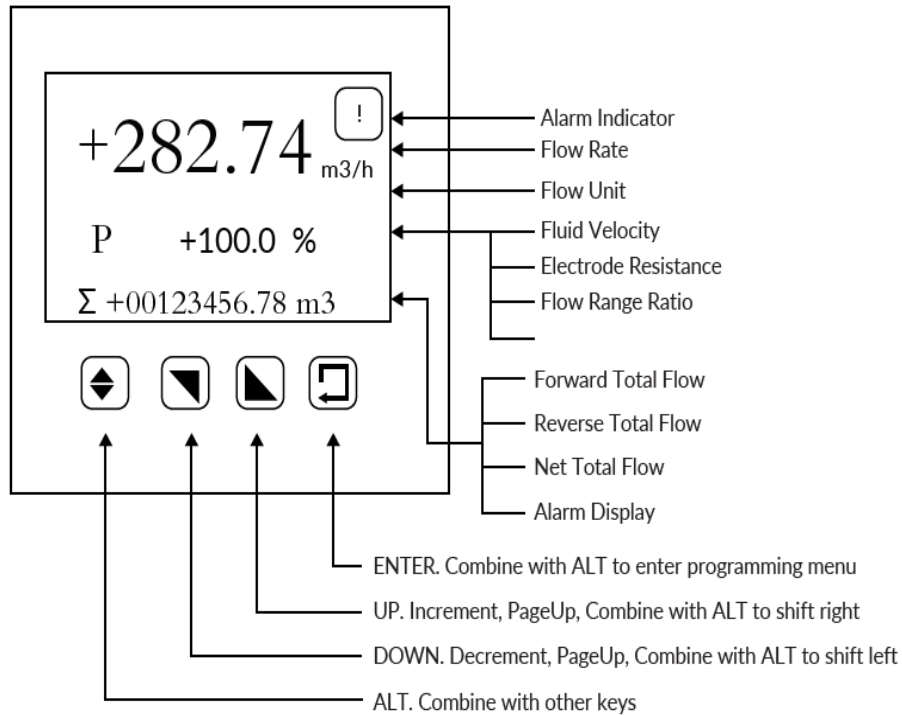 !
+282.74 m3/h
P +100.0 %
Σ +00123456.78 m3
Alarm Indicator
Flow Rate
Flow Unit
Fluid Velocity
Electrode Resistance
Flow Range Ratio
Forward Total Flow
Reverse Total Flow
Net Total Flow
Alarm Display
ENTER. Combine with ALT to enter programming menu
UP. Increment, PageUp, Combine with ALT to shift right
DOWN. Decrement, PageUp, Combine with ALT to shift left
ALT. Combine with other keys